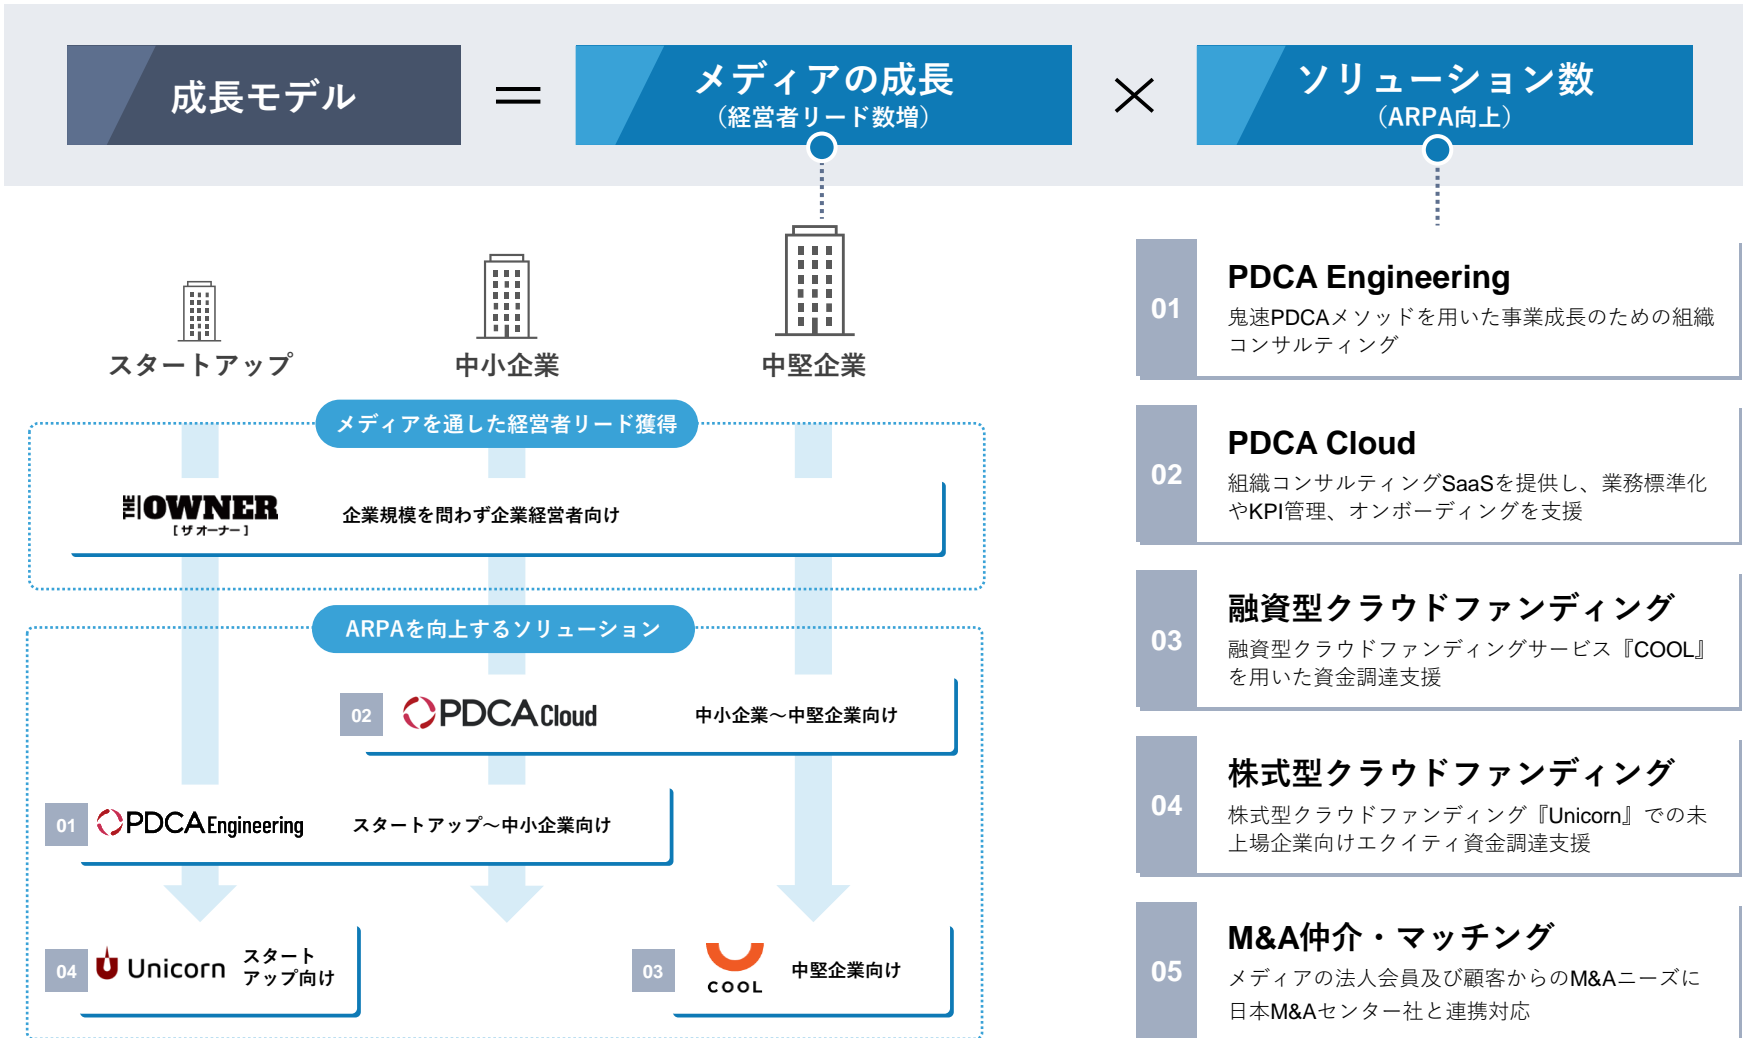 成長モデル
=
メディアの成長
（経営者リード数増）
×
ソリューション数
（ARPA向上）
スタートアップ
中小企業
中堅企業
メディアを通した経営者リード獲得
THE OWNER
[ ザ オーナー ]
企業規模を問わず企業経営者向け
ARPAを向上するソリューション
02
PDCA Cloud
中小企業～中堅企業向け
01
PDCA Engineering
スタートアップ～中小企業向け
04
Unicorn
スタート
アップ向け
03
COOL
中堅企業向け
01
PDCA Engineering
鬼速PDCAメソッドを用いた事業成長のための組織
コンサルティング
02
PDCA Cloud
組織コンサルティングSaaSを提供し、業務標準化
やKPI管理、オンボーディングを支援
03
融資型クラウドファンディング
融資型クラウドファンディングサービス『COOL』
を用いた資金調達支援
04
株式型クラウドファンディング
株式型クラウドファンディング『Unicorn』での未
上場企業向けエクイティ資金調達支援
05
M&A仲介・マッチング
メディアの法人会員及び顧客からのM&Aニーズに
日本M&Aセンター社と連携対応